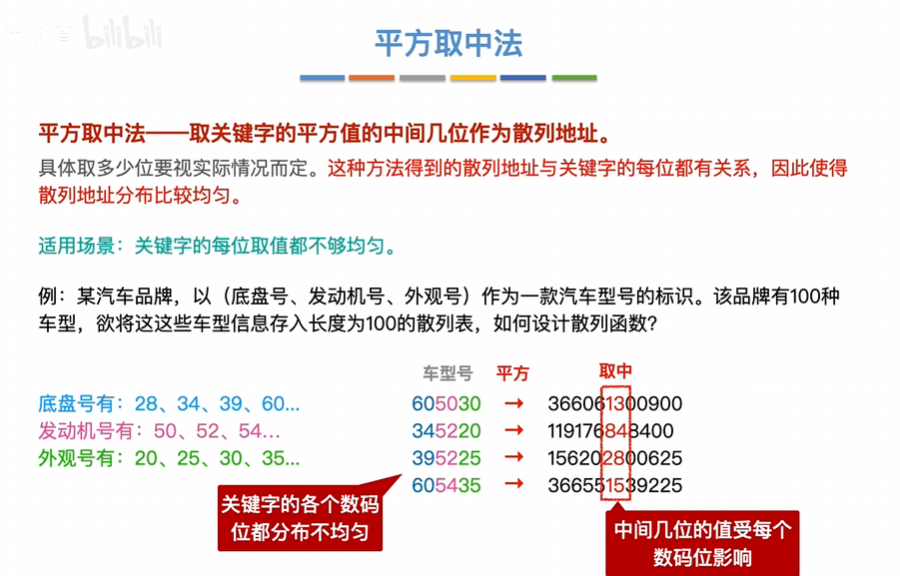 bilibili
平方取中法
平方取中法——取关键字的平方值的中间几位作为散列地址。
具体取多少位要视实际情况而定。这种方法得到的散列地址与关键字的每位都有关系，因此使得
散列地址分布比较均匀。
适用场景：关键字的每位取值都不够均匀。
例：某汽车品牌，以（底盘号、发动机号、外观号）作为一款汽车型号的标识。该品牌有100种
车型，欲将这这些车型信息存入长度为100的散列表，如何设计散列函数？
车型号 平方 取中
底盘号有：28、34、39、60... 605030 → 366061300900
发动机号有：50、52、54... 345220 → 119176848400
外观号有：20、25、30、35... 395225 → 156202800625
605435 → 366551539225
关键字的各个数码
位都分布不均匀
中间几位的值受每个
数码位影响